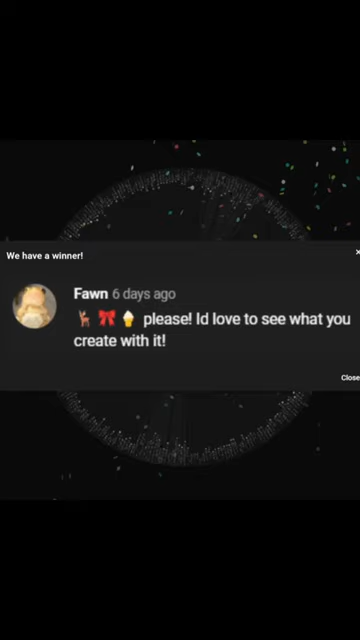 We have a winner!
Fawn 6 days ago
🦌 🎀 🍦 please! Id love to see what you
create with it!
Close